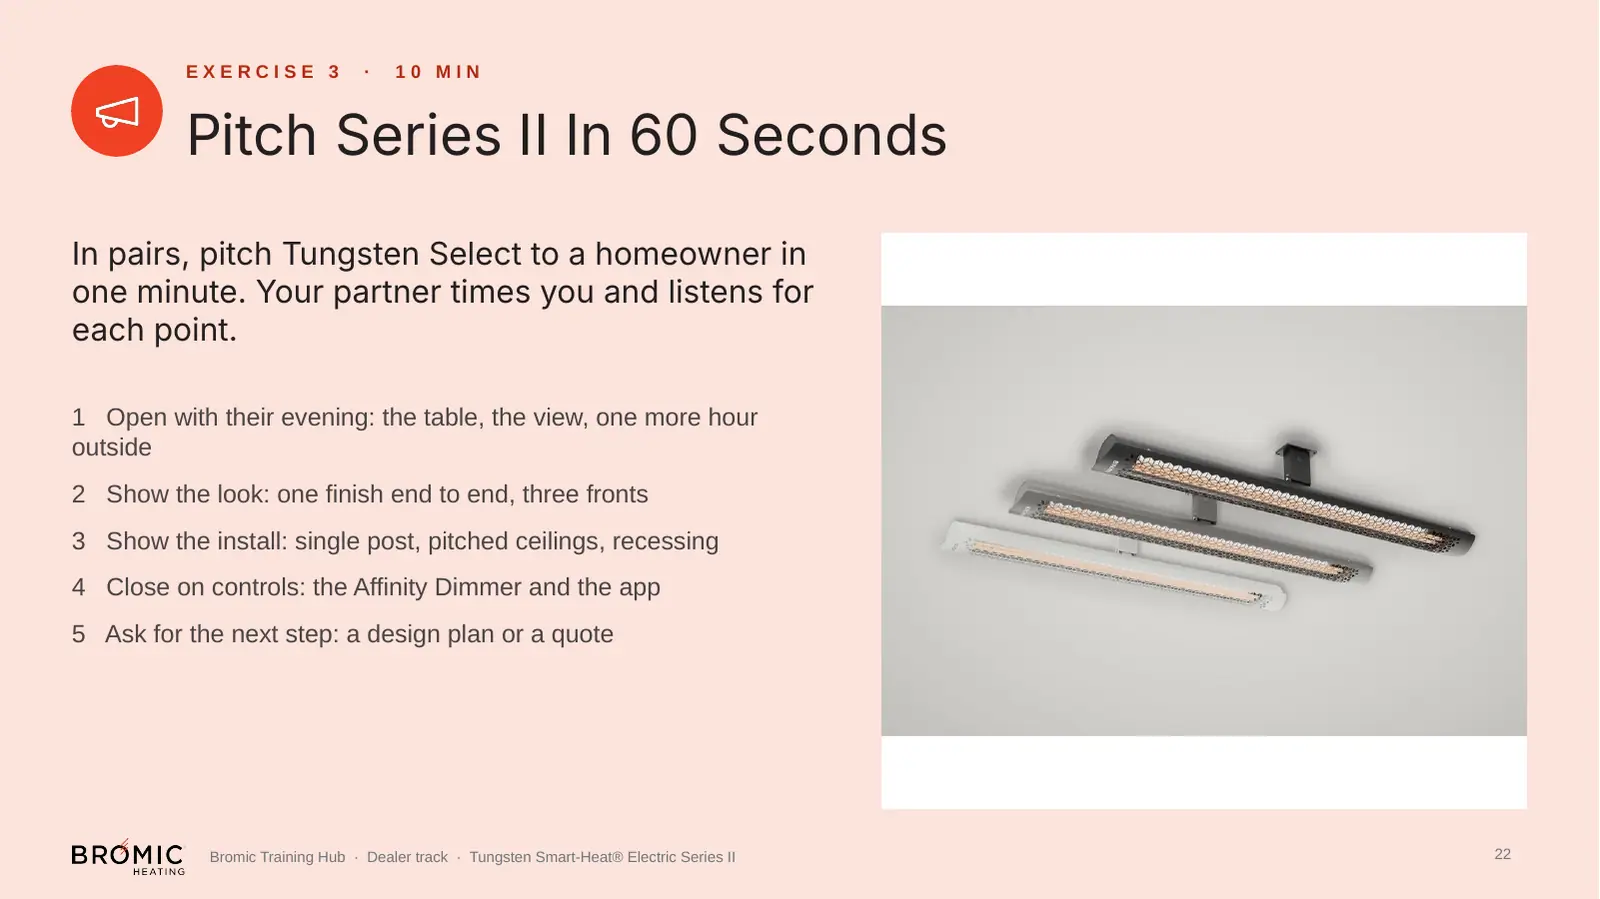 EXERCISE 3 · 10 MIN
Pitch Series II In 60 Seconds
In pairs, pitch Tungsten Select to a homeowner in
one minute. Your partner times you and listens for
each point.
1 Open with their evening: the table, the view, one more hour
outside
2 Show the look: one finish end to end, three fronts
3 Show the install: single post, pitched ceilings, recessing
4 Close on controls: the Affinity Dimmer and the app
5 Ask for the next step: a design plan or a quote
BROMIC
HEATING
Bromic Training Hub · Dealer track · Tungsten Smart-Heat® Electric Series II
22